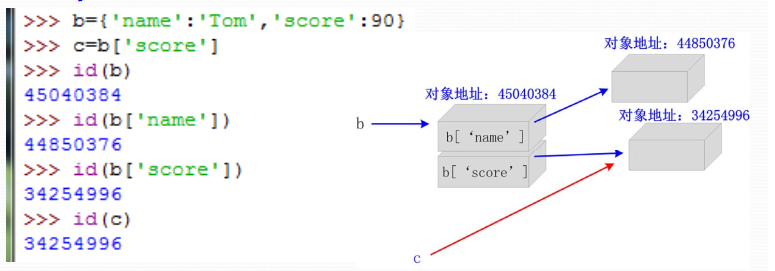 >>> b={'name':'Tom','score':90}
>>> c=b['score']
>>> id(b)
45040384
>>> id(b['name'])
44850376
>>> id(b['score'])
34254996
>>> id(c)
34254996
对象地址：44850376
对象地址：45040384
对象地址：34254996
b
b[ ‘name’ ]
b[ ‘score’ ]
c